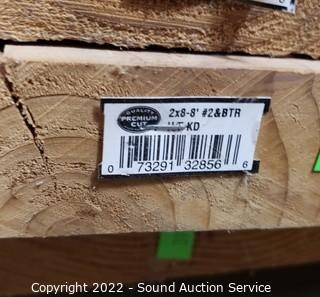 QUALITY
PREMIUM
CUT
2x8-8' #2&BTR
KD
0 73291 32856 6
Copyright 2022 - Sound Auction Service